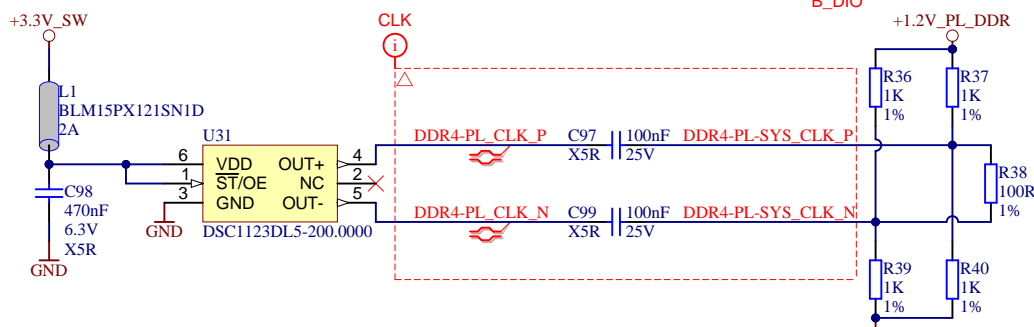 B_DIO
+3.3V_SW
CLK
i
+1.2V_PL_DDR
L1
BLM15PX121SN1D
2A
R36
1K
1%
R37
1K
1%
U31
DDR4-PL_CLK_P
C97
100nF
X5R
25V
DDR4-PL-SYS_CLK_P
6
VDD
OUT+
4
1
ST/OE
NC
2
3
GND
OUT-
5
DSC1123DL5-200.0000
GND
C98
470nF
6.3V
X5R
GND
R38
100R
1%
DDR4-PL_CLK_N
C99
100nF
X5R
25V
DDR4-PL-SYS_CLK_N
R39
1K
1%
R40
1K
1%